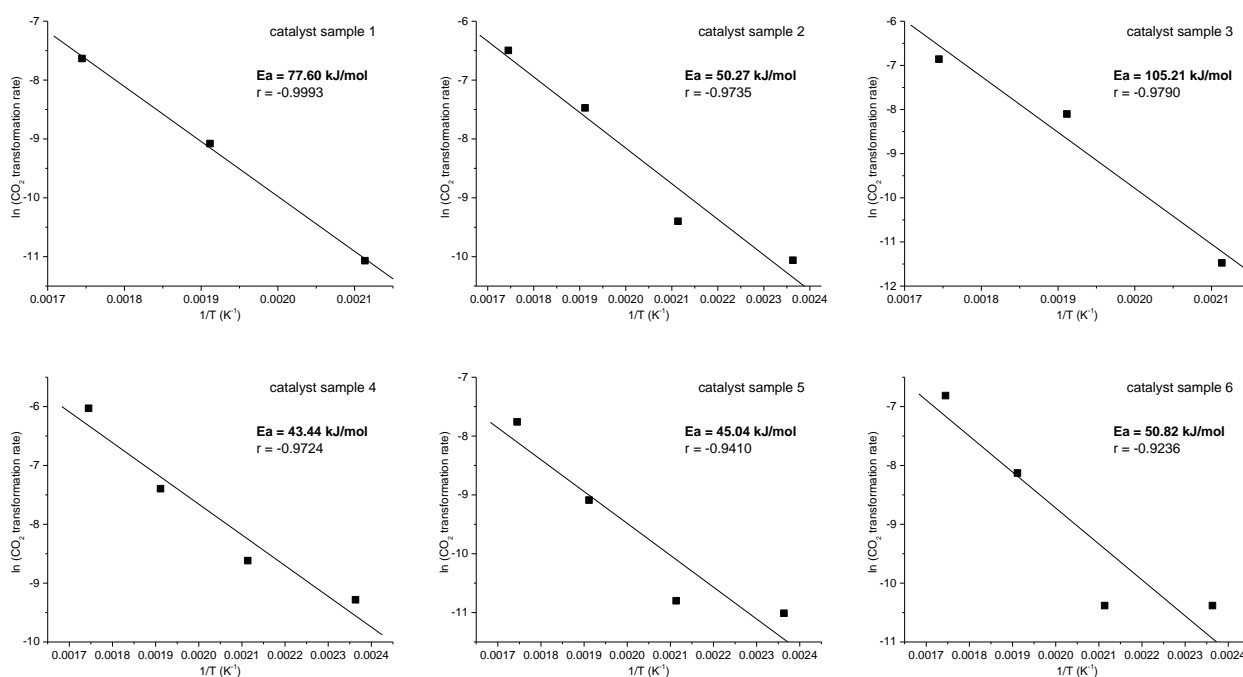 catalyst sample 1
Ea = 77.60 kJ/mol
r = -0.9993
-7
-8
-9
-10
-11
ln (CO2 transformation rate)
0.0017 0.0018 0.0019 0.0020 0.0021
1/T (K-1)
catalyst sample 2
Ea = 50.27 kJ/mol
r = -0.9735
-6
-7
-8
-9
-10
ln (CO2 transformation rate)
0.0017 0.0018 0.0019 0.0020 0.0021 0.0022 0.0023 0.0024
1/T (K-1)
catalyst sample 3
Ea = 105.21 kJ/mol
r = -0.9790
-6
-7
-8
-9
-10
-11
-12
ln (CO2 transformation rate)
0.0017 0.0018 0.0019 0.0020 0.0021
1/T (K-1)
catalyst sample 4
Ea = 43.44 kJ/mol
r = -0.9724
-6
-7
-8
-9
-10
ln (CO2 transformation rate)
0.0017 0.0018 0.0019 0.0020 0.0021 0.0022 0.0023 0.0024
1/T (K-1)
catalyst sample 5
Ea = 45.04 kJ/mol
r = -0.9410
-7
-8
-9
-10
-11
ln (CO2 transformation rate)
0.0017 0.0018 0.0019 0.0020 0.0021 0.0022 0.0023 0.0024
1/T (K-1)
catalyst sample 6
Ea = 50.82 kJ/mol
r = -0.9236
-6
-7
-8
-9
-10
-11
ln (CO2 transformation rate)
0.0017 0.0018 0.0019 0.0020 0.0021 0.0022 0.0023 0.0024
1/T (K-1)